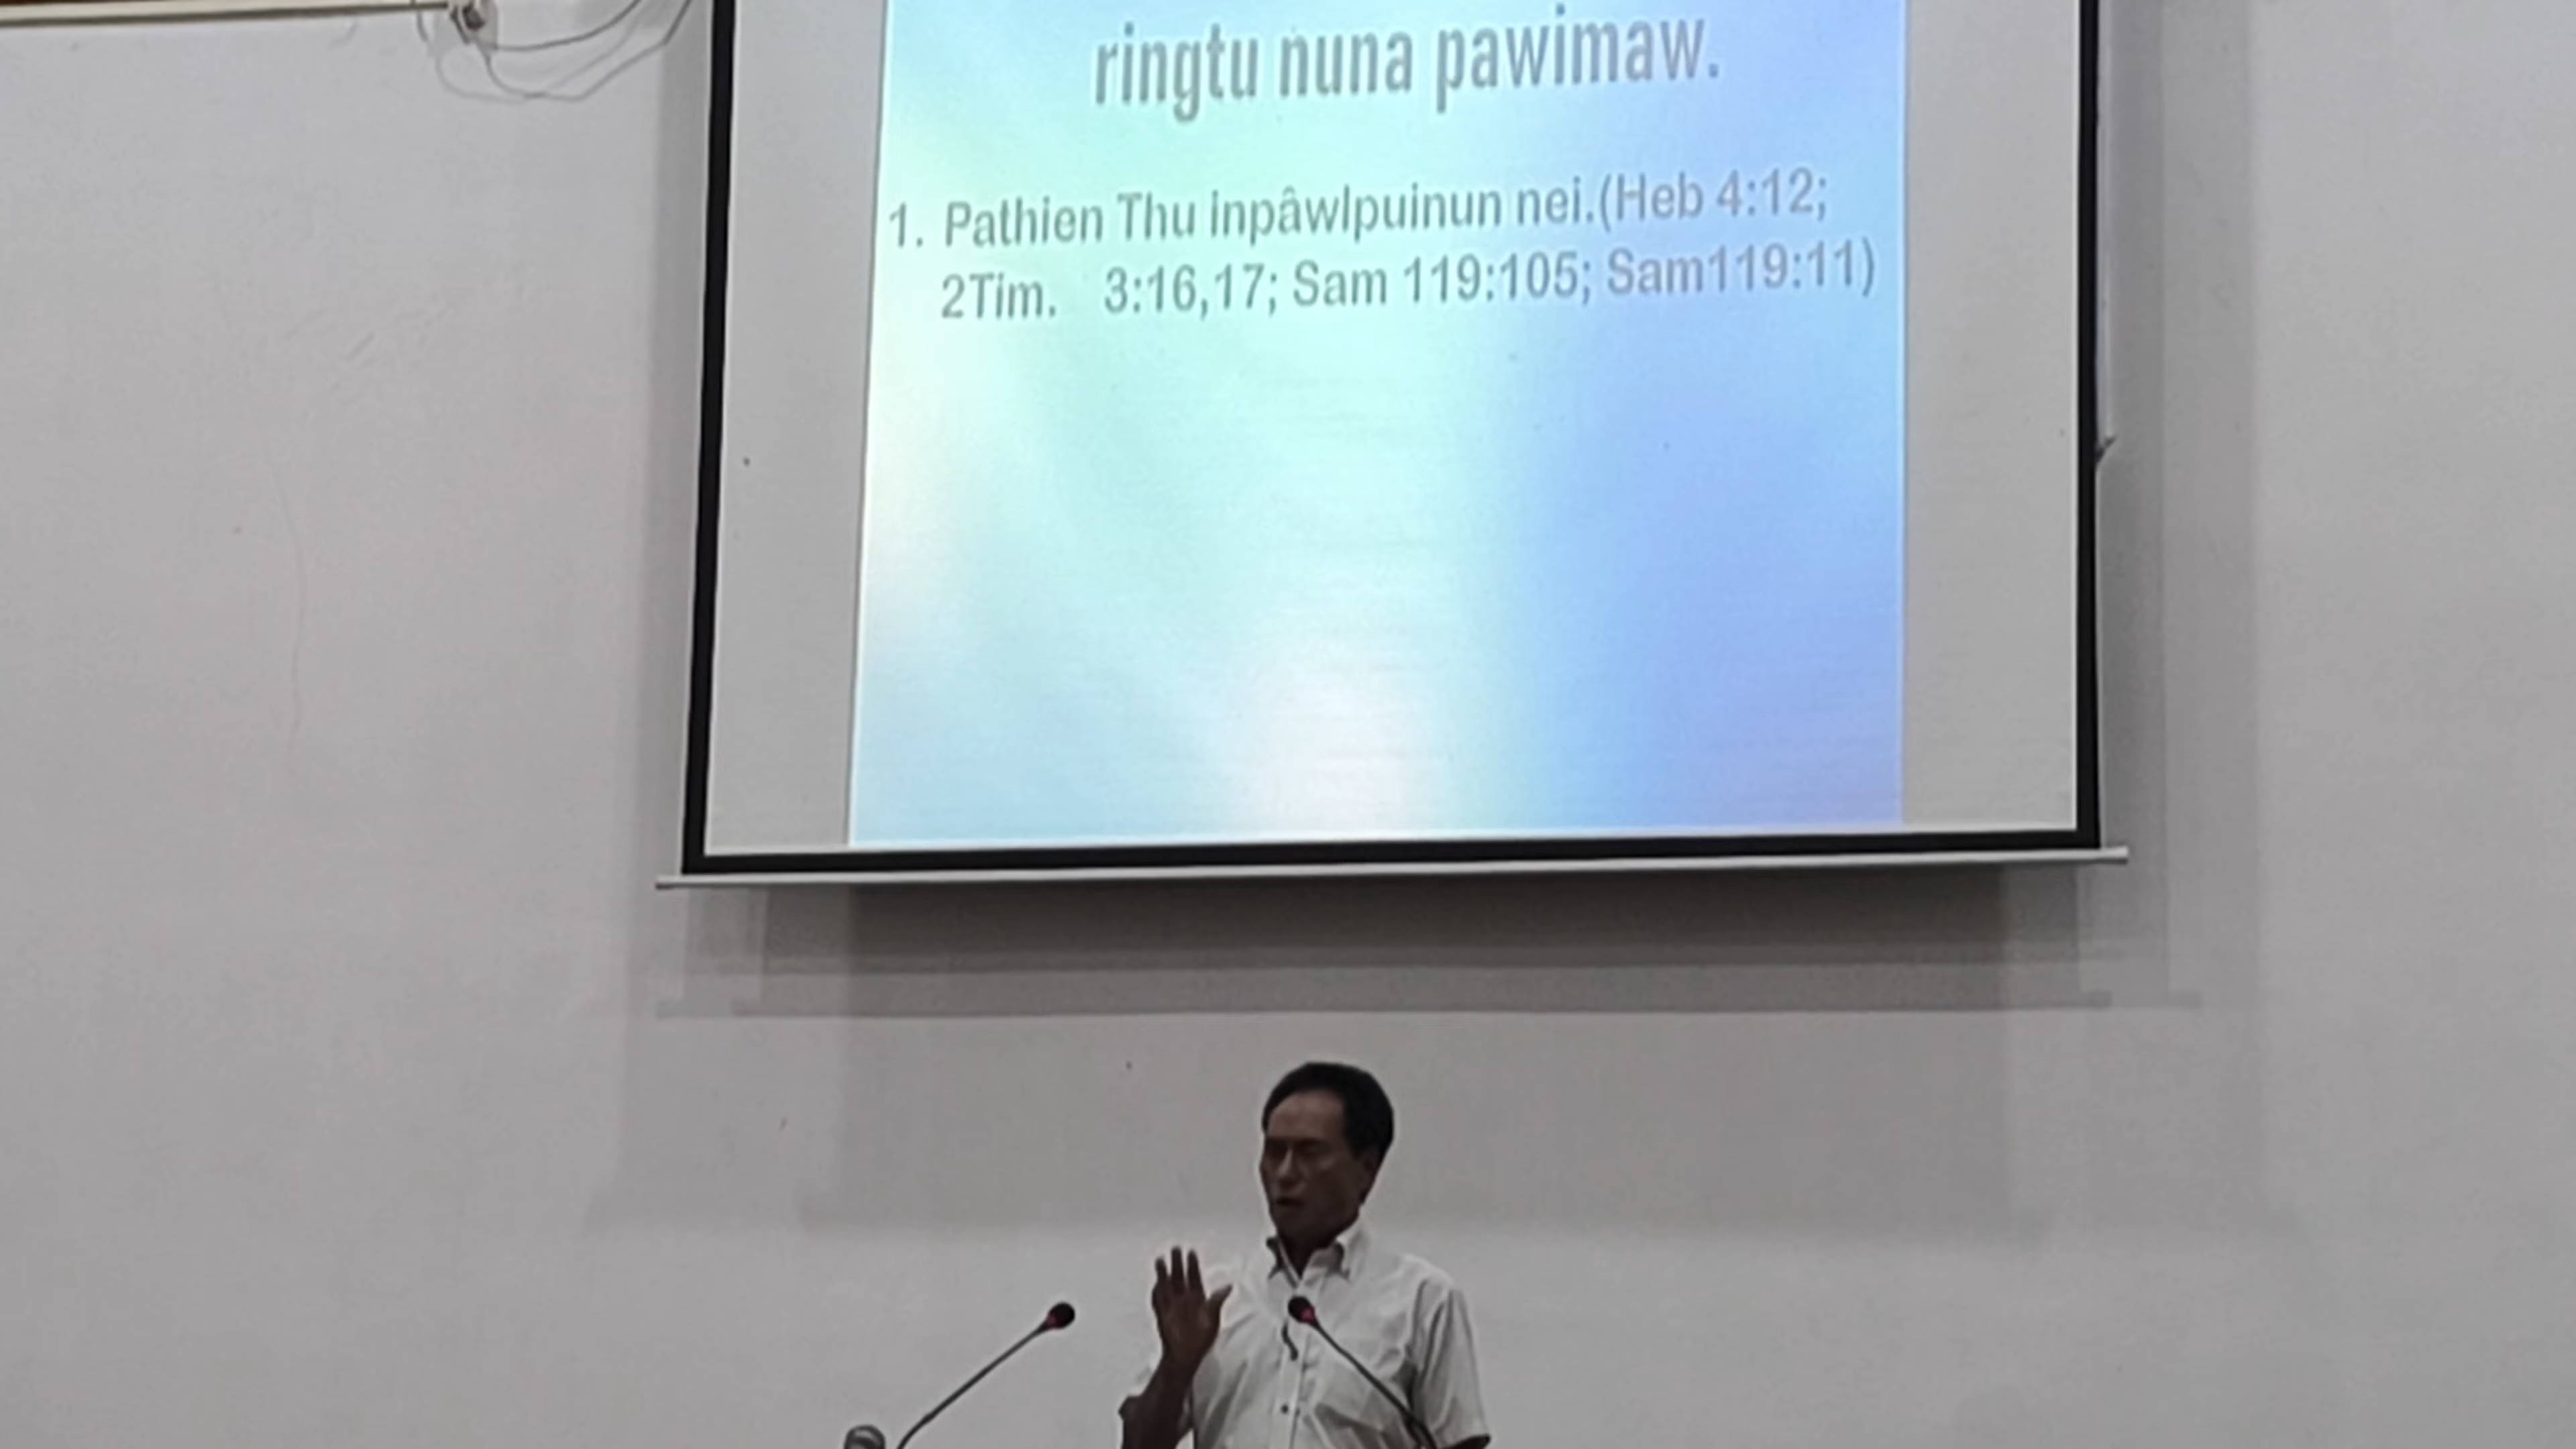 ringtu nuna pawimaw.
1. Pathien Thu inpâwlpuinun nei.(Heb 4:12;
2Tim. 3:16,17; Sam 119:105; Sam119:11)